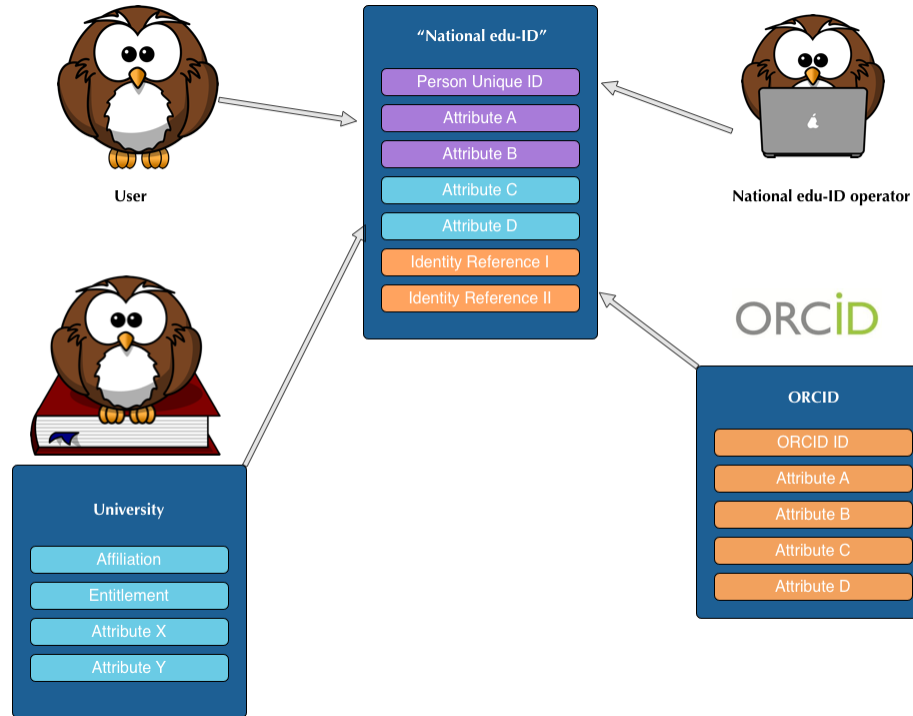 “National edu-ID”
Person Unique ID
Attribute A
Attribute B
Attribute C
Attribute D
Identity Reference I
Identity Reference II
User
National edu-ID operator
ORCID
ORCID
ORCID ID
Attribute A
Attribute B
Attribute C
Attribute D
University
Affiliation
Entitlement
Attribute X
Attribute Y